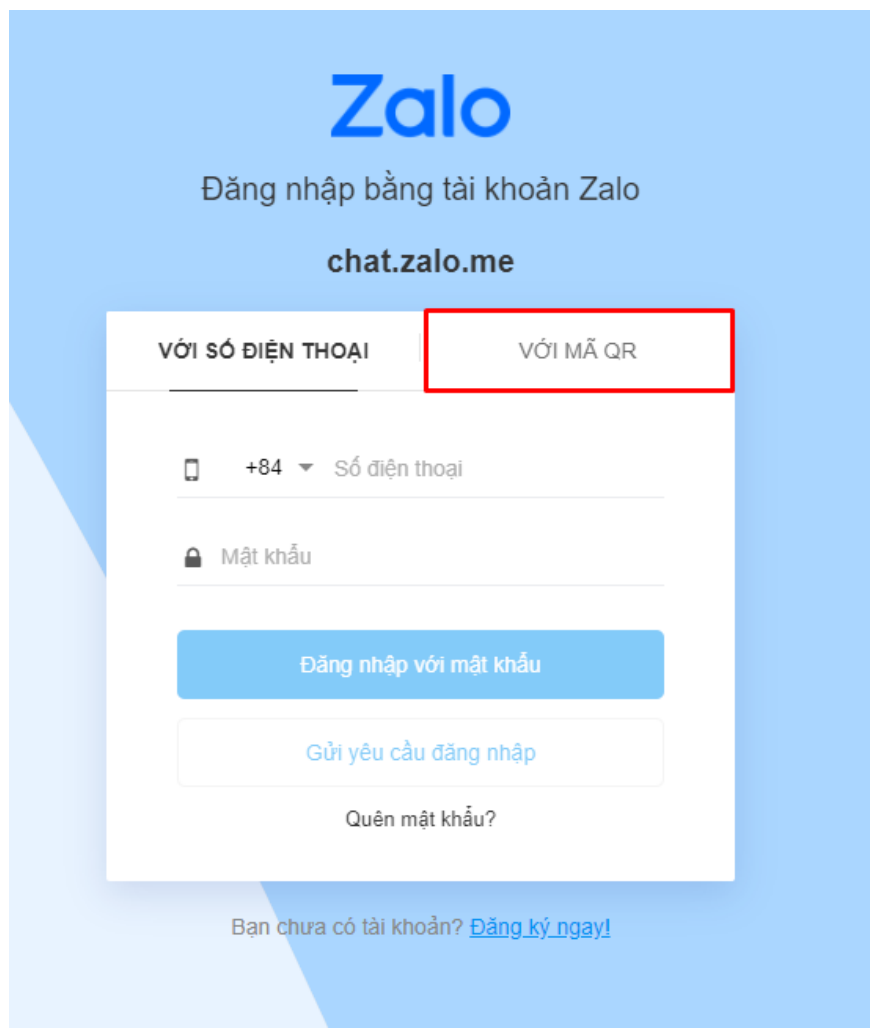 Zalo
Đăng nhập bằng tài khoản Zalo
chat.zalo.me
VỚI SỐ ĐIỆN THOẠI
VỚI MÃ QR
+84 Số điện thoại
Mật khẩu
Đăng nhập với mật khẩu
Gửi yêu cầu đăng nhập
Quên mật khẩu?
Bạn chưa có tài khoản? Đăng ký ngay!